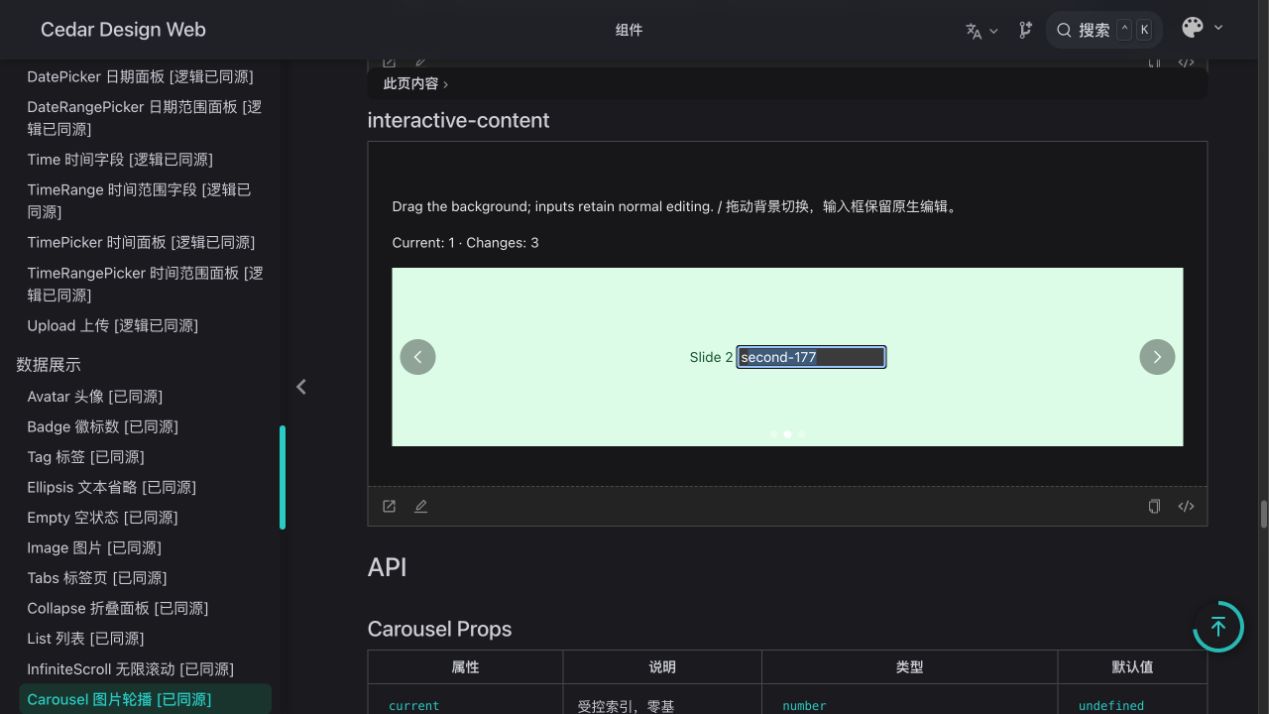 Cedar Design Web
组件
搜索
^
K
DatePicker 日期面板 [逻辑已同源]
DateRangePicker 日期范围面板 [逻
辑已同源]
Time 时间字段 [逻辑已同源]
TimeRange 时间范围字段 [逻辑已
同源]
TimePicker 时间面板 [逻辑已同源]
TimeRangePicker 时间范围面板 [逻
辑已同源]
Upload 上传 [逻辑已同源]
数据展示
Avatar 头像 [已同源]
Badge 徽标数 [已同源]
Tag 标签 [已同源]
Ellipsis 文本省略 [已同源]
Empty 空状态 [已同源]
Image 图片 [已同源]
Tabs 标签页 [已同源]
Collapse 折叠面板 [已同源]
List 列表 [已同源]
InfiniteScroll 无限滚动 [已同源]
Carousel 图片轮播 [已同源]
此页内容 ›
interactive-content
Drag the background; inputs retain normal editing. / 拖动背景切换，输入框保留原生编辑。
Current: 1 · Changes: 3
Slide 2 second-177
API
Carousel Props
属性 说明 类型 默认值
current 受控索引，零基 number undefined